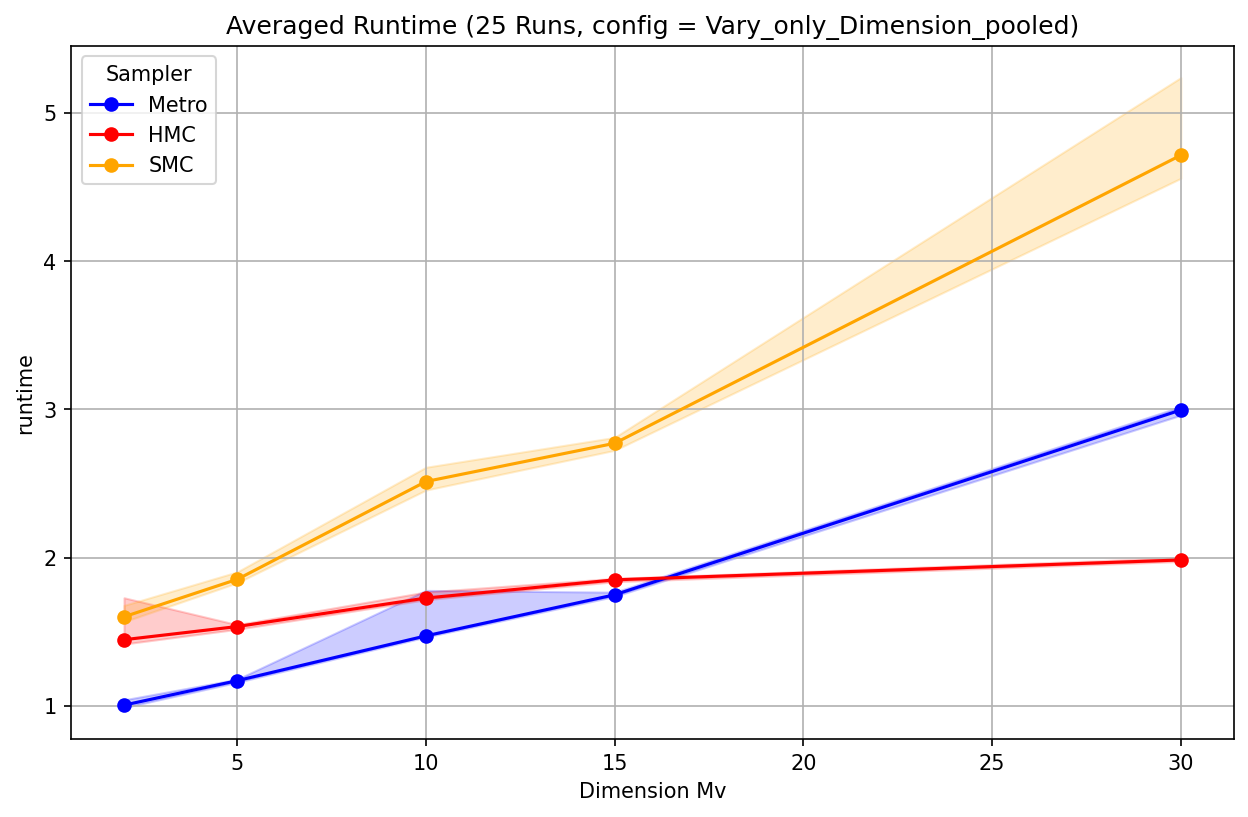 Averaged Runtime (25 Runs, config = Vary_only_Dimension_pooled)
Sampler
Metro
HMC
SMC
5
4
3
2
1
runtime
5
10
15
20
25
30
Dimension Mv